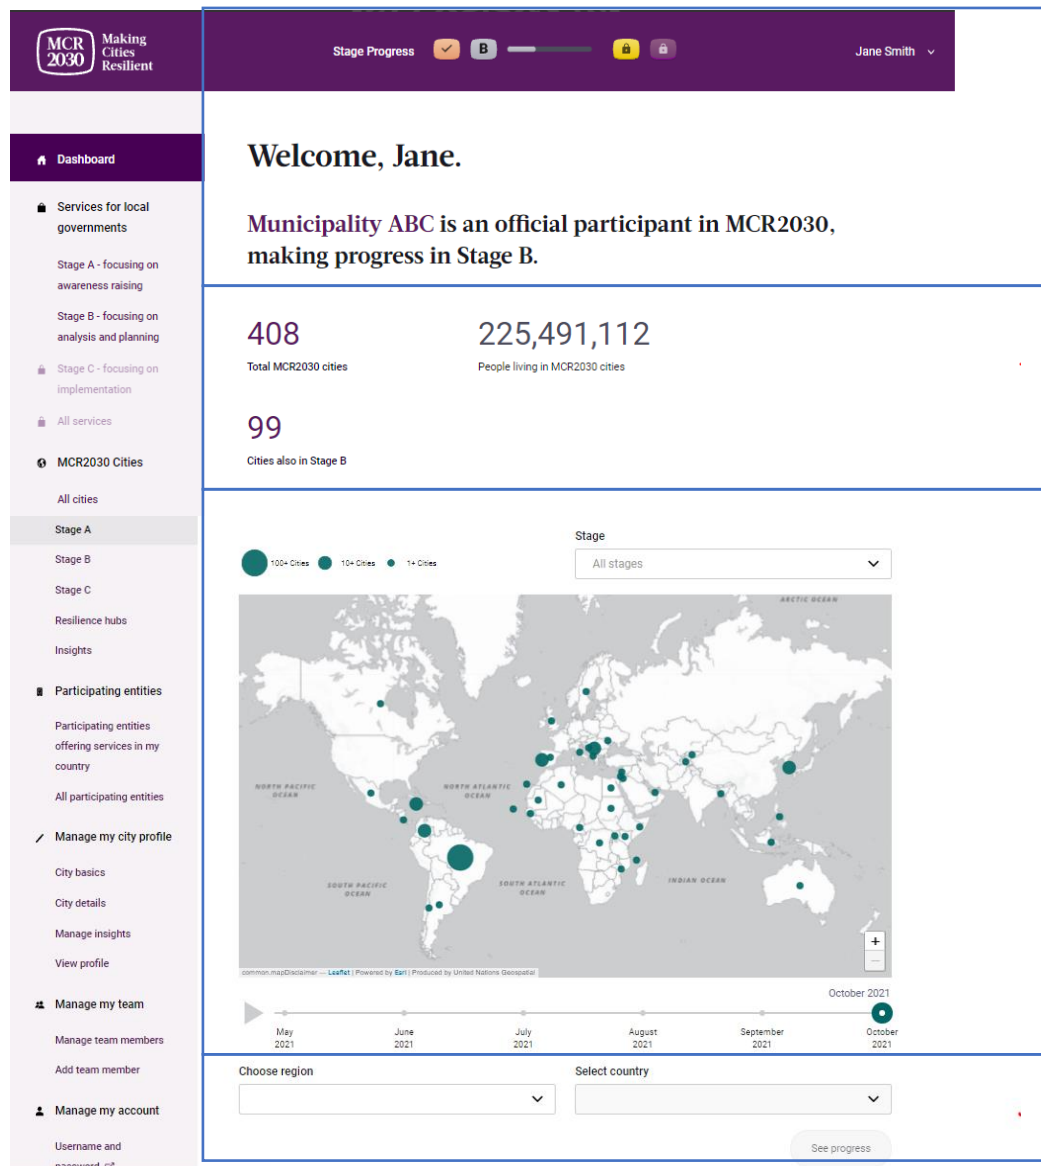 MCR
2030
Making
Cities
Resilient
Stage Progress
B
Jane Smith
Dashboard
Services for local
governments
Stage A - focusing on
awareness raising
Stage B - focusing on
analysis and planning
Stage C - focusing on
implementation
All services
MCR2030 Cities
All cities
Stage A
Stage B
Stage C
Resilience hubs
Insights
Participating entities
Participating entities
offering services in my
country
All participating entities
Manage my city profile
City basics
City details
Manage insights
View profile
Manage my team
Manage team members
Add team member
Manage my account
Username and
password
Welcome, Jane.
Municipality ABC is an official participant in MCR2030,
making progress in Stage B.
408
Total MCR2030 cities
225,491,112
People living in MCR2030 cities
99
Cities also in Stage B
Stage
All stages
100+ Cities
10+ Cities
1+ Cities
ARCTIC OCEAN
NORTH PACIFIC
OCEAN
NORTH ATLANTIC
OCEAN
SOUTH PACIFIC
OCEAN
SOUTH ATLANTIC
OCEAN
INDIAN OCEAN
+
−
common.mapDisclaimer — Leaflet | Powered by Esri | Produced by United Nations Geospatial
October 2021
May
2021
June
2021
July
2021
August
2021
September
2021
October
2021
Choose region
Select country
See progress